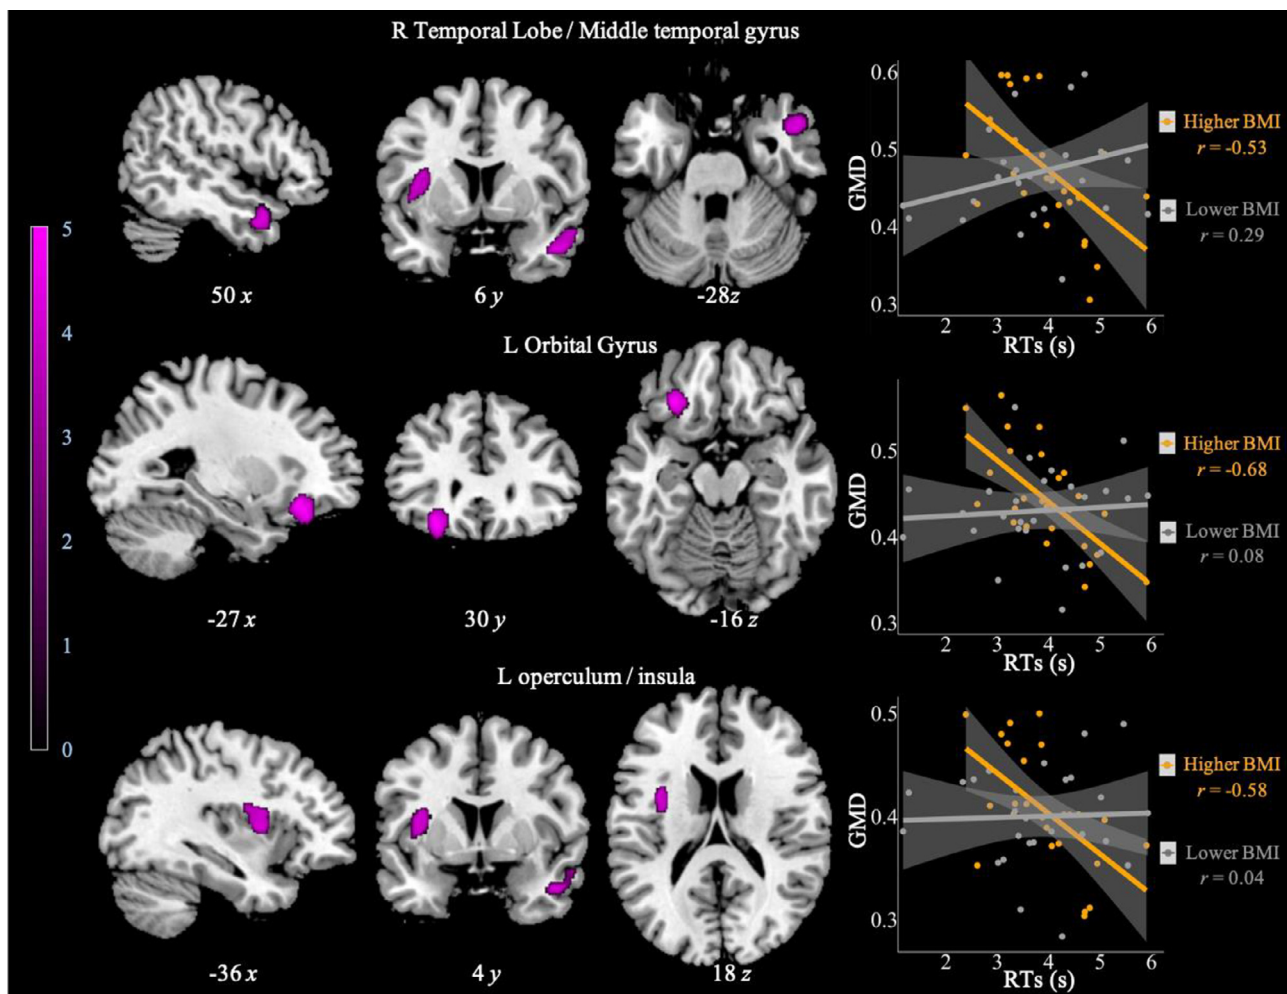 R Temporal Lobe / Middle temporal gyrus
0.6
0.5
0.4
0.3
GMD
2 3 4 5 6
RTs (s)
Higher BMI
r = -0.53
Lower BMI
r = 0.29
5
4
3
2
1
0
50 x
6 y
-28z
L Orbital Gyrus
0.5
0.4
0.3
GMD
2 3 4 5 6
RTs (s)
Higher BMI
r = -0.68
Lower BMI
r = 0.08
-27 x
30 y
-16 z
L operculum / insula
0.5
0.4
0.3
GMD
2 3 4 5 6
RTs (s)
Higher BMI
r = -0.58
Lower BMI
r = 0.04
-36 x
4 y
18 z